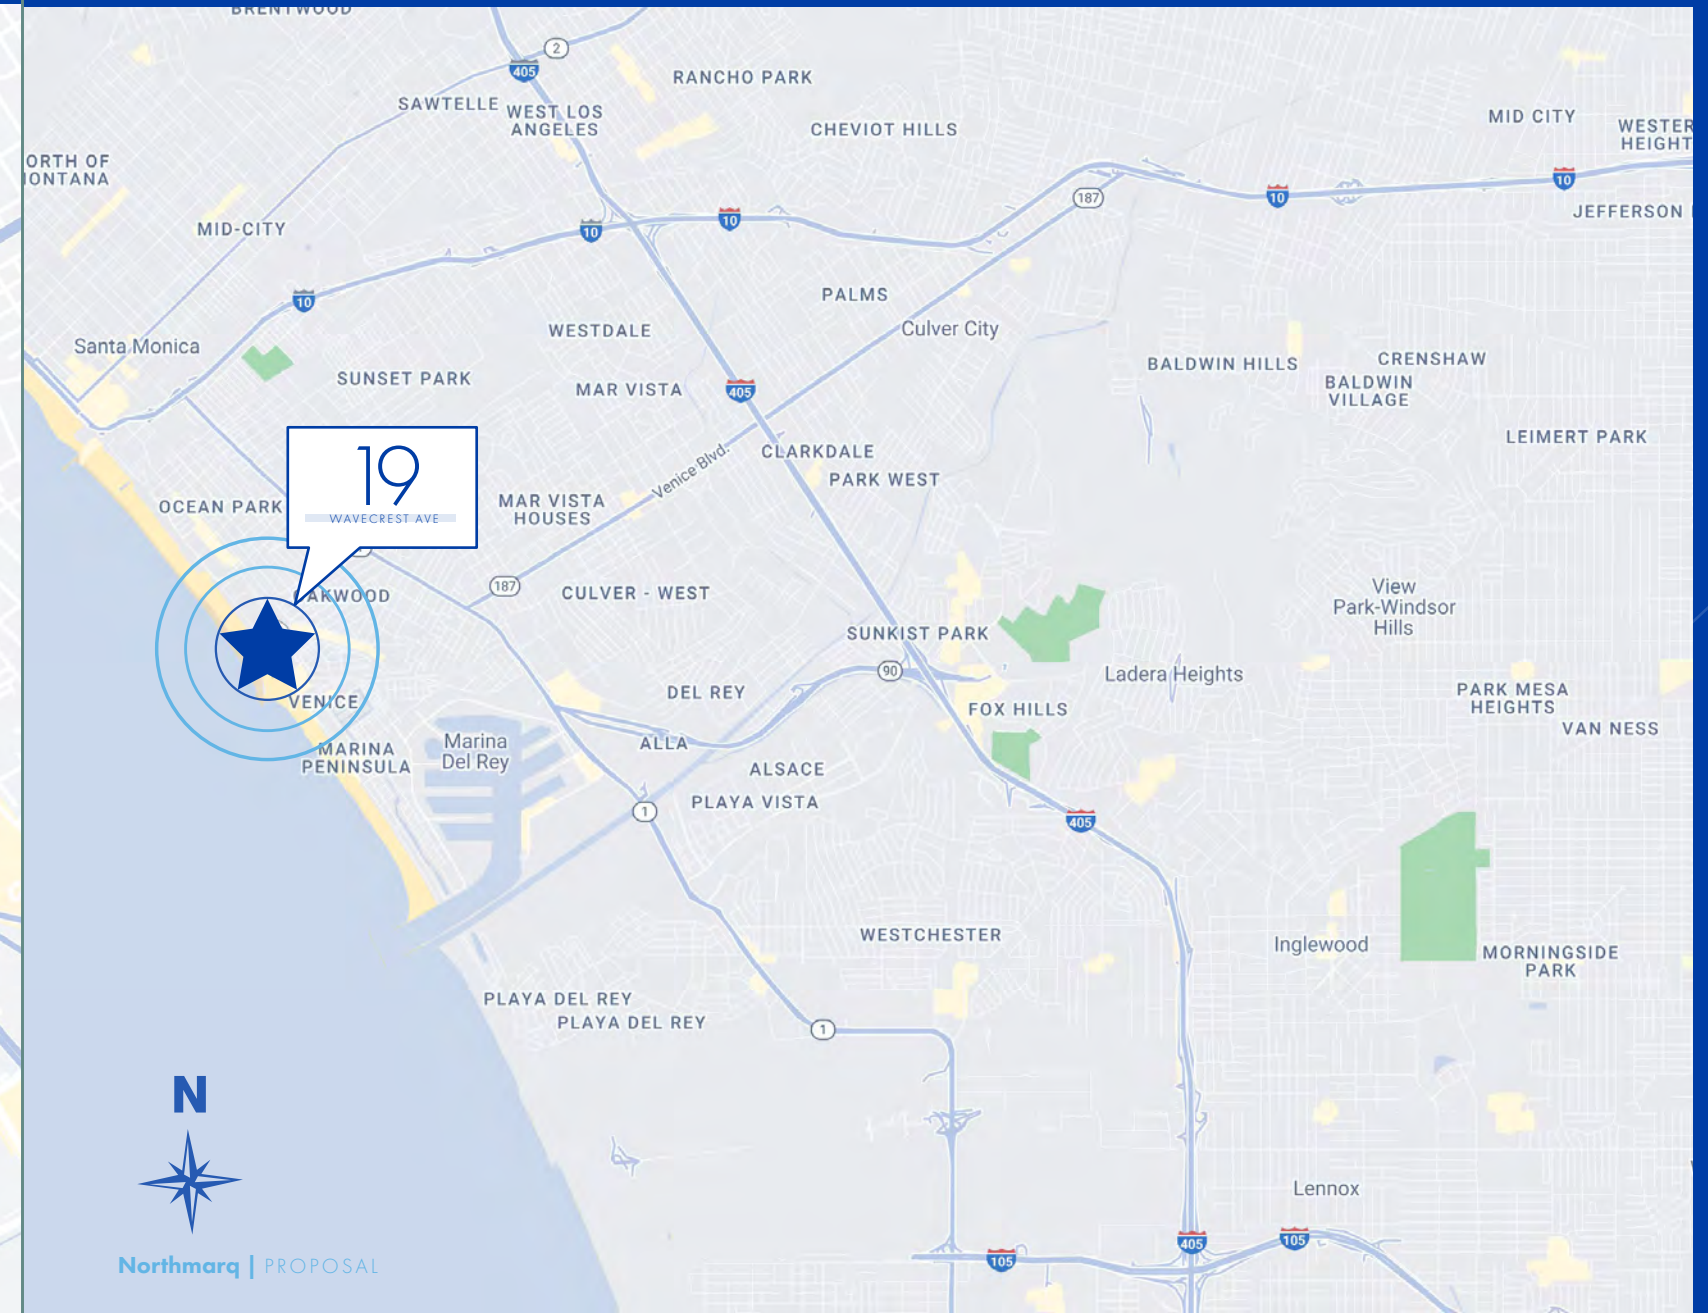 BRENTWOOD
2
405
RANCHO PARK
SAWTELLE
WEST LOS
ANGELES
CHEVIOT HILLS
MID CITY
WESTER
HEIGHT
ORTH OF
ONTANA
10
187
10
10
10
JEFFERSON
MID-CITY
10
PALMS
Culver City
WESTDALE
Santa Monica
SUNSET PARK
MAR VISTA
405
BALDWIN HILLS
CRENSHAW
BALDWIN
VILLAGE
LEIMERT PARK
19
WAVECREST AVE
CLARKDALE
Venice Blvd.
PARK WEST
OCEAN PARK
MAR VISTA
HOUSES
187
CULVER - WEST
OAKWOOD
View
Park-Windsor
Hills
SUNKIST PARK
90
Ladera Heights
DEL REY
VENICE
FOX HILLS
PARK MESA
HEIGHTS
VAN NESS
MARINA
PENINSULA
Marina
Del Rey
ALLA
ALSACE
PLAYA VISTA
1
405
WESTCHESTER
Inglewood
MORNINGSIDE
PARK
PLAYA DEL REY
PLAYA DEL REY
1
N
Lennox
405
105
105
Northmarq | PROPOSAL